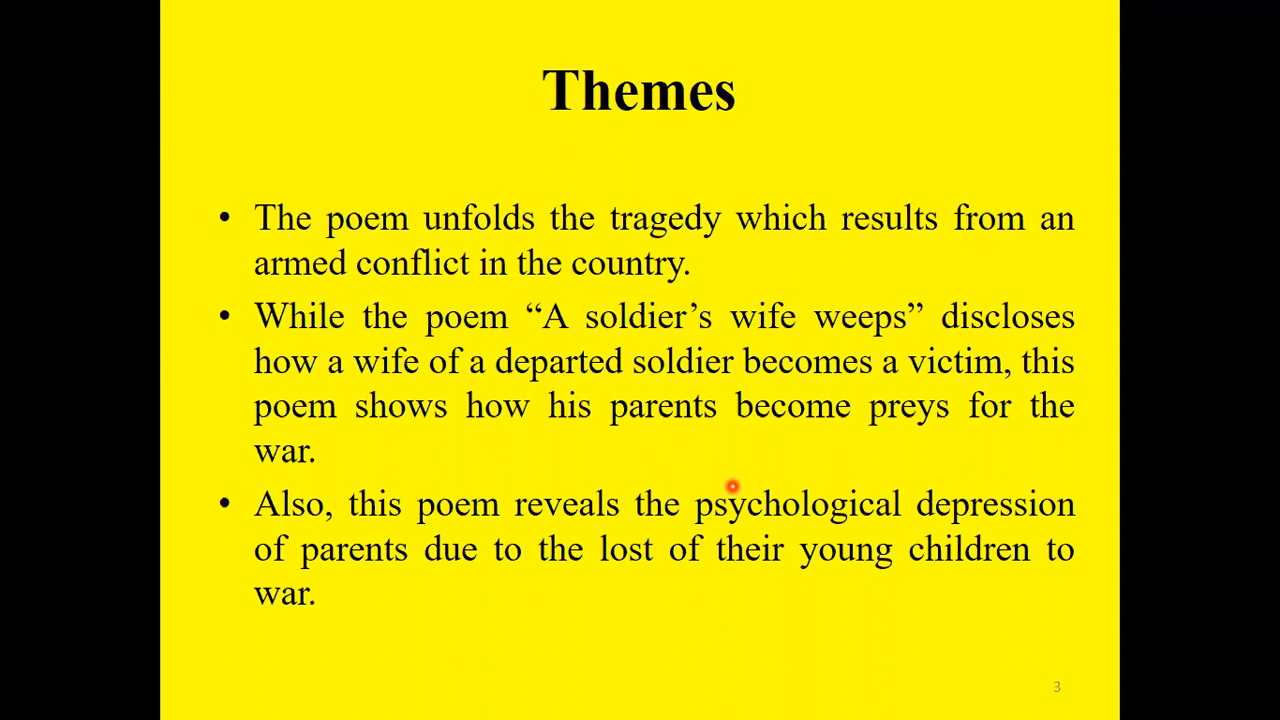 Themes
• The poem unfolds the tragedy which results from an
armed conflict in the country.
• While the poem “A soldier’s wife weeps” discloses
how a wife of a departed soldier becomes a victim, this
poem shows how his parents become preys for the
war.
• Also, this poem reveals the psychological depression
of parents due to the lost of their young children to
war.
3